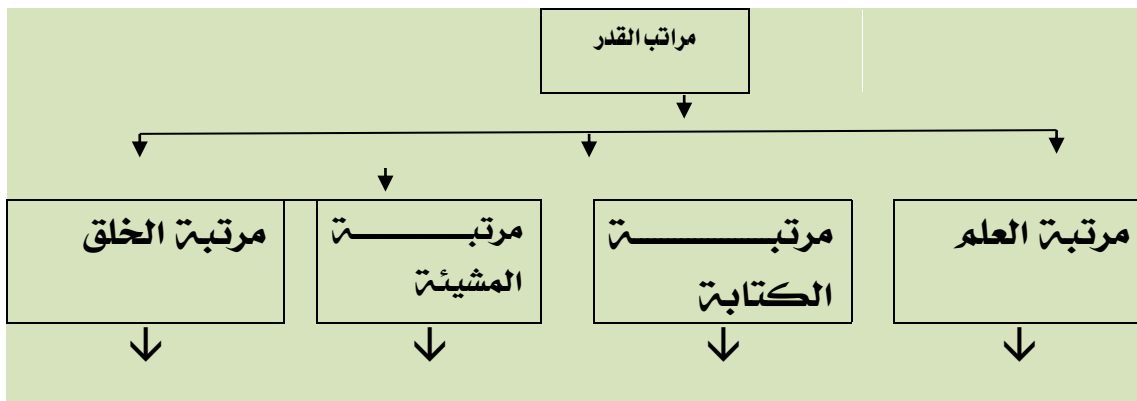 مراتب القدر
مرتبة العلم
مرتبة
الكتابة
مرتبة
المشيئة
مرتبة الخلق